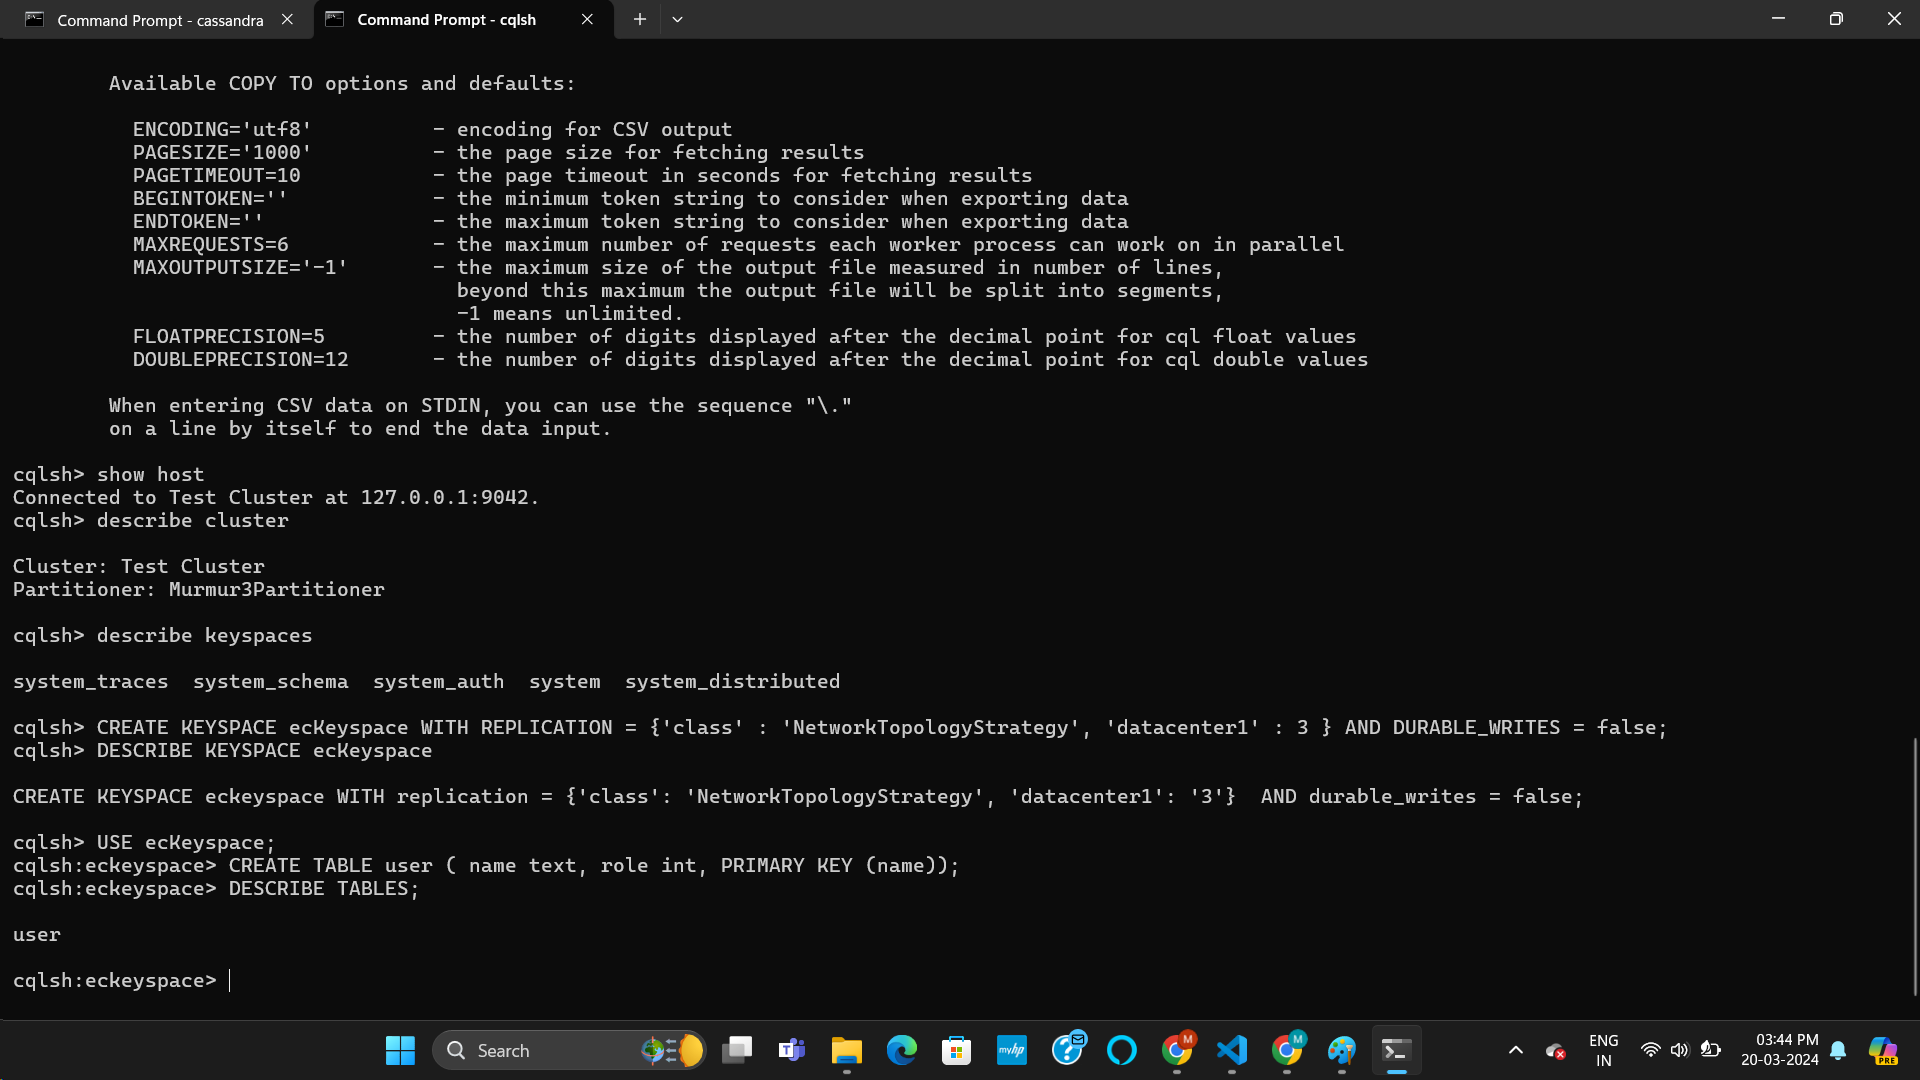 Command Prompt - cassandra
Command Prompt - cqlsh
Available COPY TO options and defaults:
ENCODING='utf8' - encoding for CSV output
PAGESIZE='1000' - the page size for fetching results
PAGETIMEOUT=10 - the page timeout in seconds for fetching results
BEGINTOKEN='' - the minimum token string to consider when exporting data
ENDTOKEN='' - the maximum token string to consider when exporting data
MAXREQUESTS=6 - the maximum number of requests each worker process can work on in parallel
MAXOUTPUTSIZE='-1' - the maximum size of the output file measured in number of lines,
beyond this maximum the output file will be split into segments,
-1 means unlimited.
FLOATPRECISION=5 - the number of digits displayed after the decimal point for cql float values
DOUBLEPRECISION=12 - the number of digits displayed after the decimal point for cql double values
When entering CSV data on STDIN, you can use the sequence "\."
on a line by itself to end the data input.
cqlsh> show host
Connected to Test Cluster at 127.0.0.1:9042.
cqlsh> describe cluster
Cluster: Test Cluster
Partitioner: Murmur3Partitioner
cqlsh> describe keyspaces
system_traces  system_schema  system_auth  system  system_distributed
cqlsh> CREATE KEYSPACE ecKeyspace WITH REPLICATION = {'class' : 'NetworkTopologyStrategy', 'datacenter1' : 3 } AND DURABLE_WRITES = false;
cqlsh> DESCRIBE KEYSPACE ecKeyspace
CREATE KEYSPACE eckeyspace WITH replication = {'class': 'NetworkTopologyStrategy', 'datacenter1': '3'}  AND durable_writes = false;
cqlsh> USE ecKeyspace;
cqlsh:eckeyspace> CREATE TABLE user ( name text, role int, PRIMARY KEY (name));
cqlsh:eckeyspace> DESCRIBE TABLES;
user
cqlsh:eckeyspace>
Search
myhp
M
M
ENG
IN
03:44 PM
20-03-2024
PRE